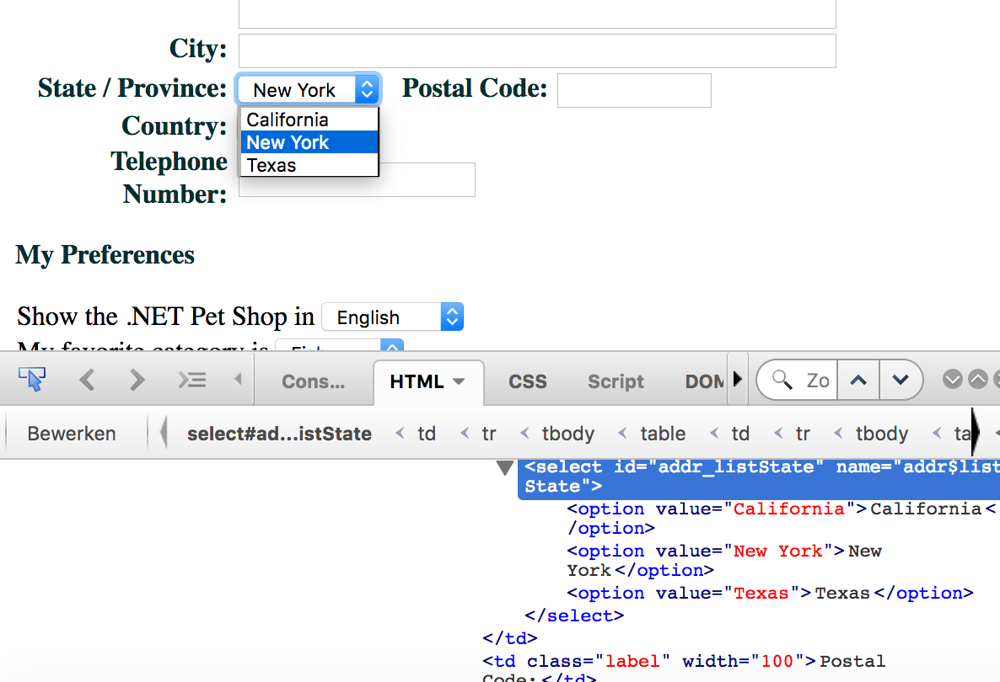 City:
State / Province: New York Postal Code:
California
Country:
New York
Telephone
Texas
Number:
My Preferences
Show the .NET Pet Shop in English
My favorite category is Fish
Cons... HTML CSS Script DOM Zo
Bewerken select#ad...istState < td < tr < tbody < table < td < tr < tbody < ta <
<select id="addr_listState" name="addr$list
State">
<option value="California">California<
/option>
<option value="New York">New
York</option>
<option value="Texas">Texas</option>
</select>
</td>
<td class="label" width="100">Postal
Code:</td>